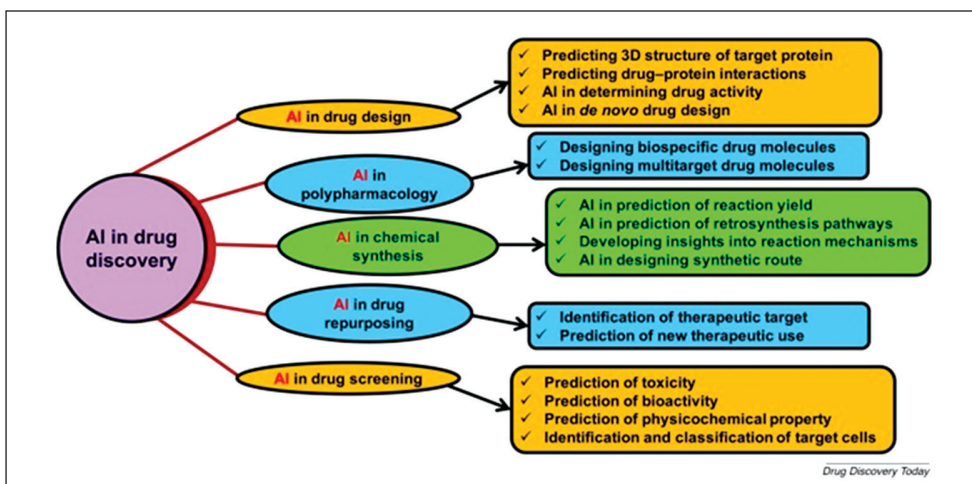 AI in drug
discovery
AI in drug design
✓ Predicting 3D structure of target protein
✓ Predicting drug–protein interactions
✓ AI in determining drug activity
✓ AI in de novo drug design
AI in
polypharmacology
✓ Designing biospecific drug molecules
✓ Designing multitarget drug molecules
AI in chemical
synthesis
✓ AI in prediction of reaction yield
✓ AI in prediction of retrosynthesis pathways
✓ Developing insights into reaction mechanisms
✓ AI in designing synthetic route
AI in drug
repurposing
✓ Identification of therapeutic target
✓ Prediction of new therapeutic use
AI in drug screening
✓ Prediction of toxicity
✓ Prediction of bioactivity
✓ Prediction of physicochemical property
✓ Identification and classification of target cells
Drug Discovery Today